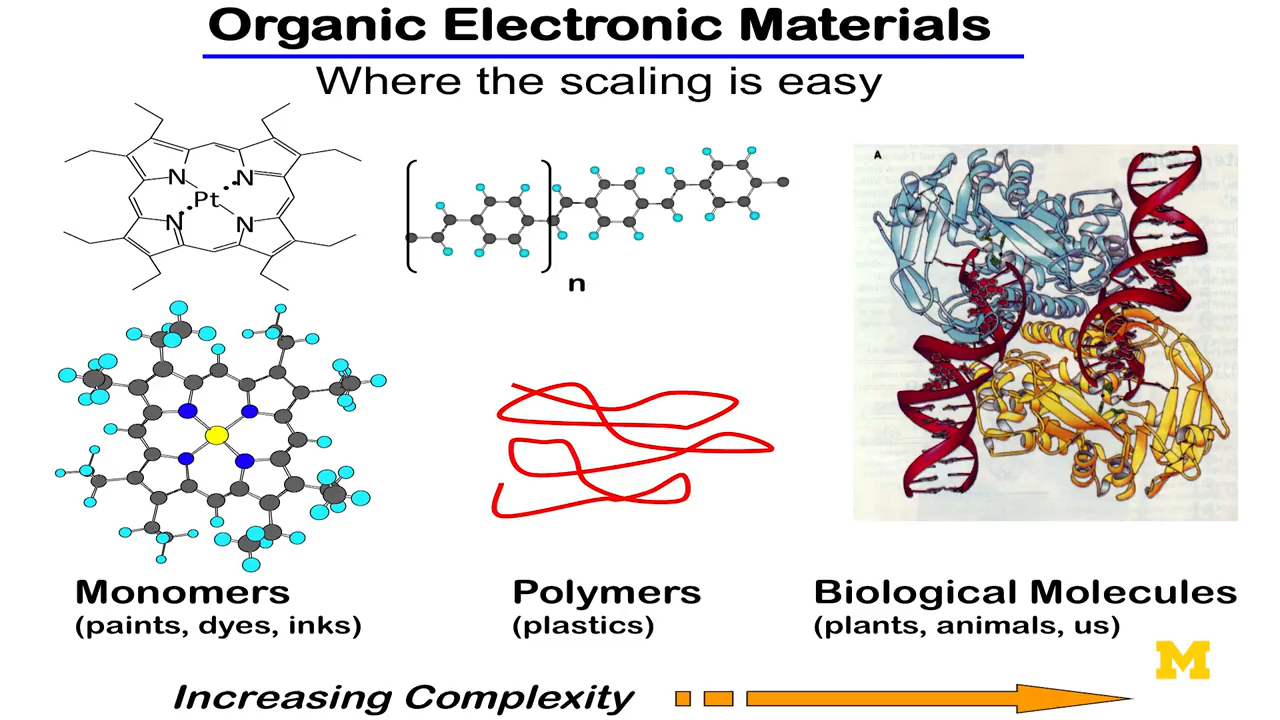 Organic Electronic Materials
Where the scaling is easy
N
N
Pt
N
N
n
A
Monomers
(paints, dyes, inks)
Polymers
(plastics)
Biological Molecules
(plants, animals, us)
M
Increasing Complexity